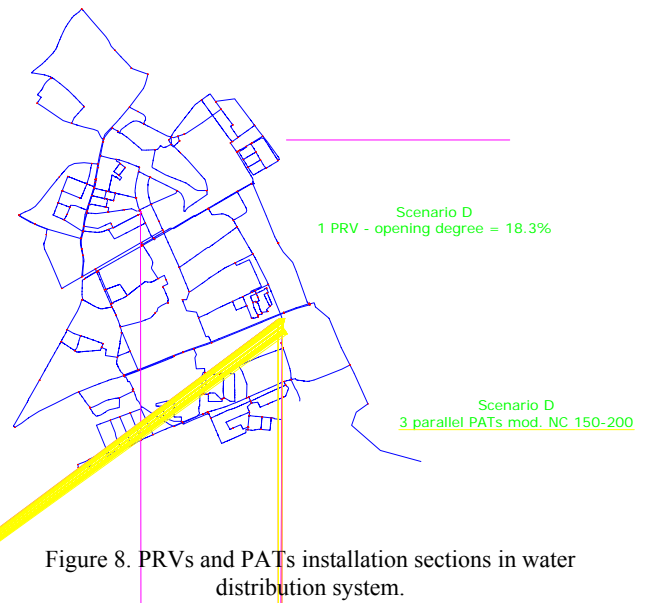 Scenario D
1 PRV - opening degree = 18.3%
Scenario D
3 parallel PATs mod. NC 150-200
Figure 8. PRVs and PATs installation sections in water
distribution system.